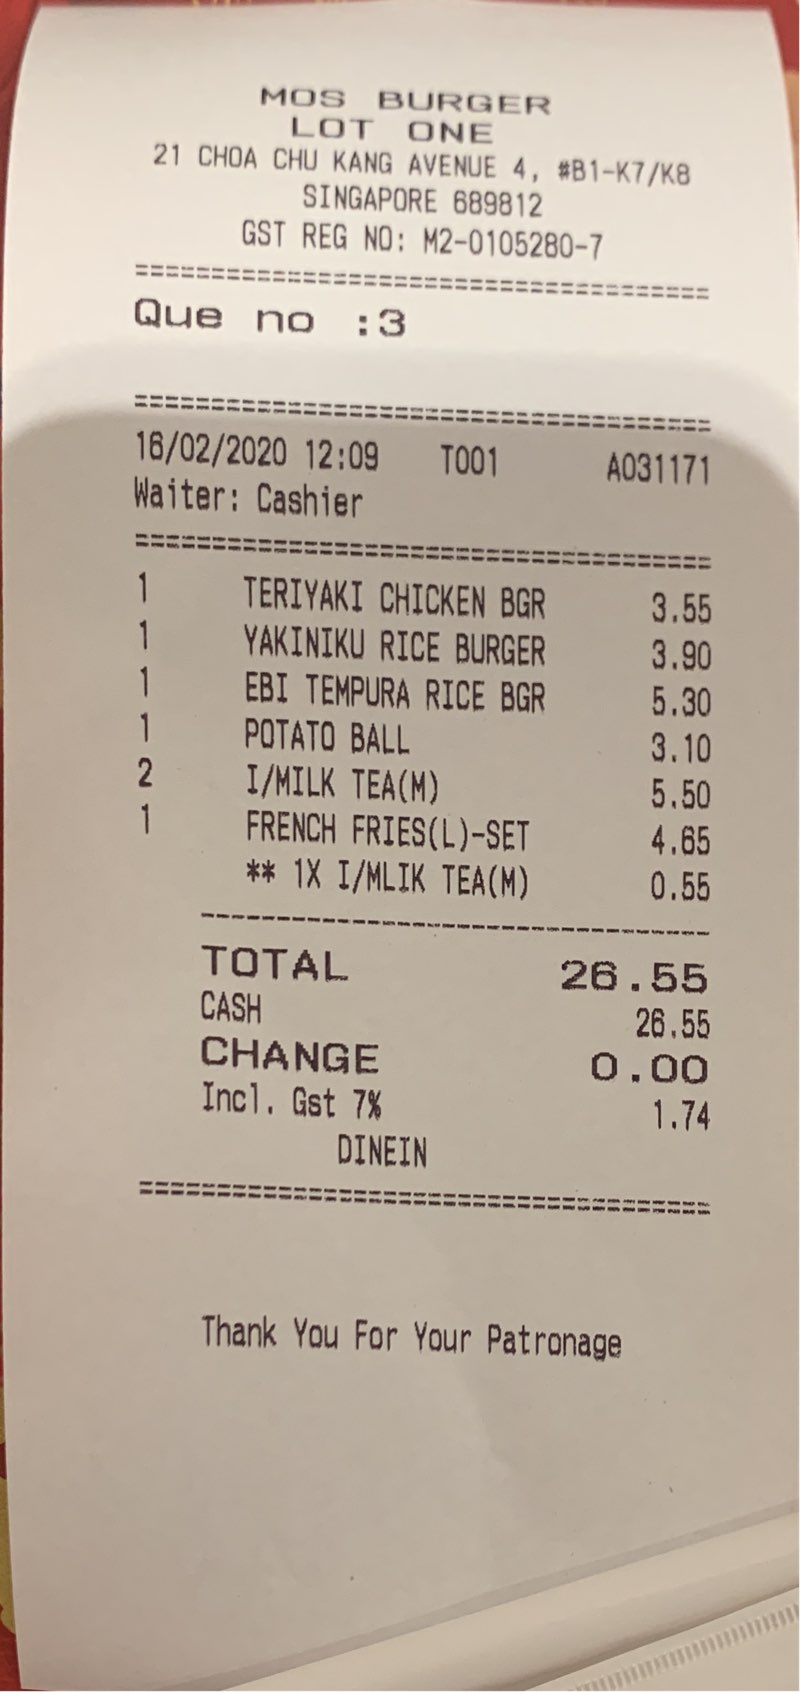 MOS BURGER
LOT ONE
21 CHOA CHU KANG AVENUE 4, #B1-K7/K8
SINGAPORE 689812
GST REG NO: M2-0105280-7
======================================
Que no :3
======================================
16/02/2020 12:09 T001 A031171
Waiter: Cashier
======================================
1 TERIYAKI CHICKEN BGR 3.55
1 YAKINIKU RICE BURGER 3.90
1 EBI TEMPURA RICE BGR 5.30
1 POTATO BALL 3.10
2 I/MILK TEA(M) 5.50
1 FRENCH FRIES(L)-SET 4.65
** 1X I/MLIK TEA(M) 0.55
----------------------------------
TOTAL 26.55
CASH 26.55
CHANGE 0.00
Incl. Gst 7% 1.74
DINEIN
======================================
Thank You For Your Patronage